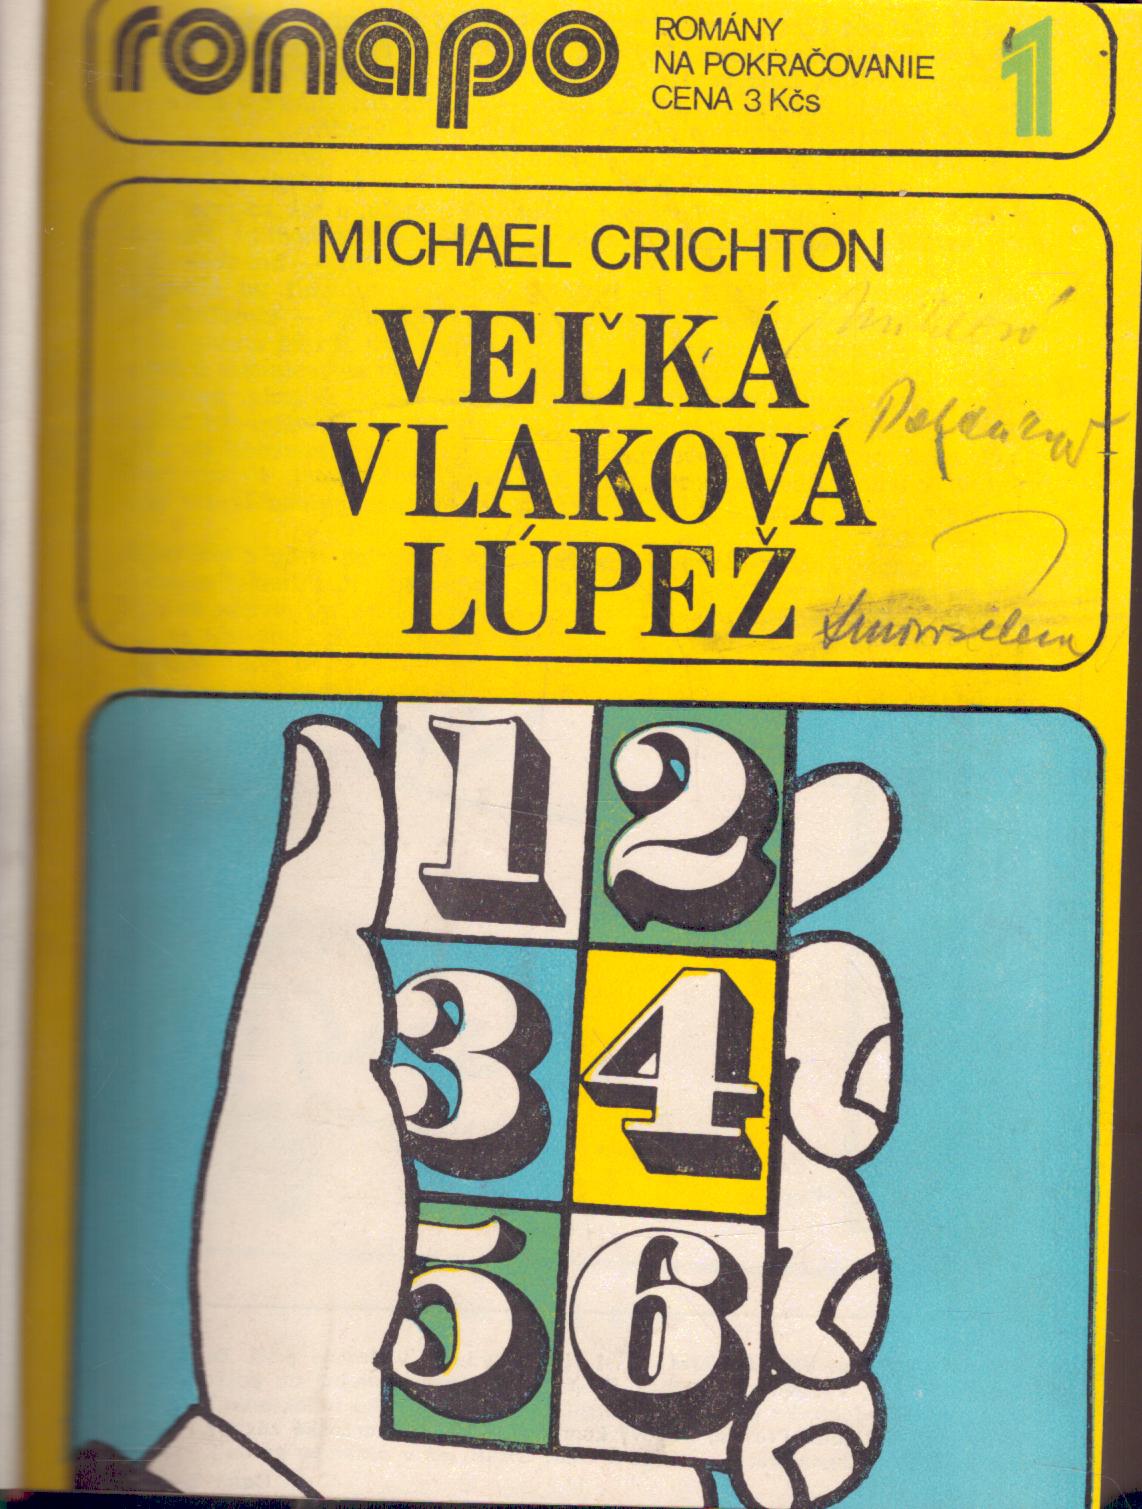 ronapo
ROMÁNY
NA POKRAČOVANIE
CENA 3 Kčs
1
MICHAEL CRICHTON
VEĽKÁ
VLAKOVÁ
LÚPEŽ
1 2
3 4
5 6